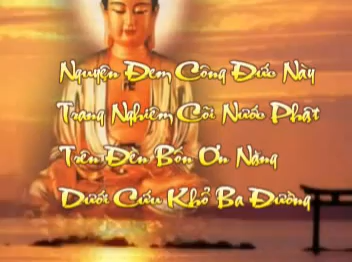 Nguyện Đem Công Đức Này
Trang Nghiêm Cõi Nước Phật
Trên Đền Bốn Ơn Nặng
Dưới Cứu Khổ Ba Đường